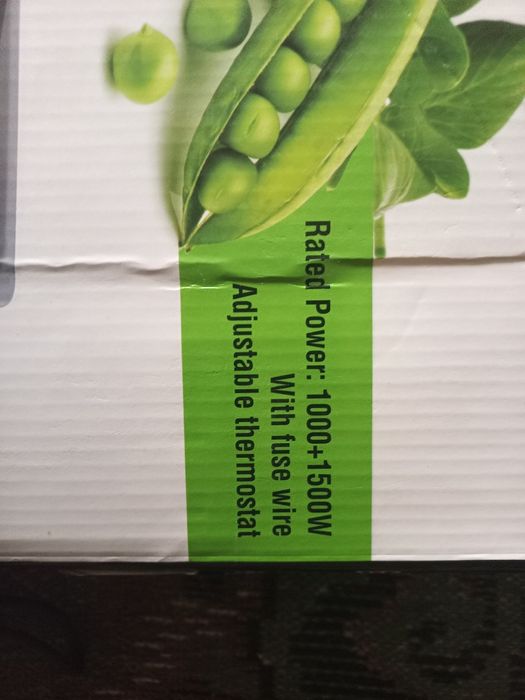 Rated Power: 1000+1500W
With fuse wire
Adjustable thermostat